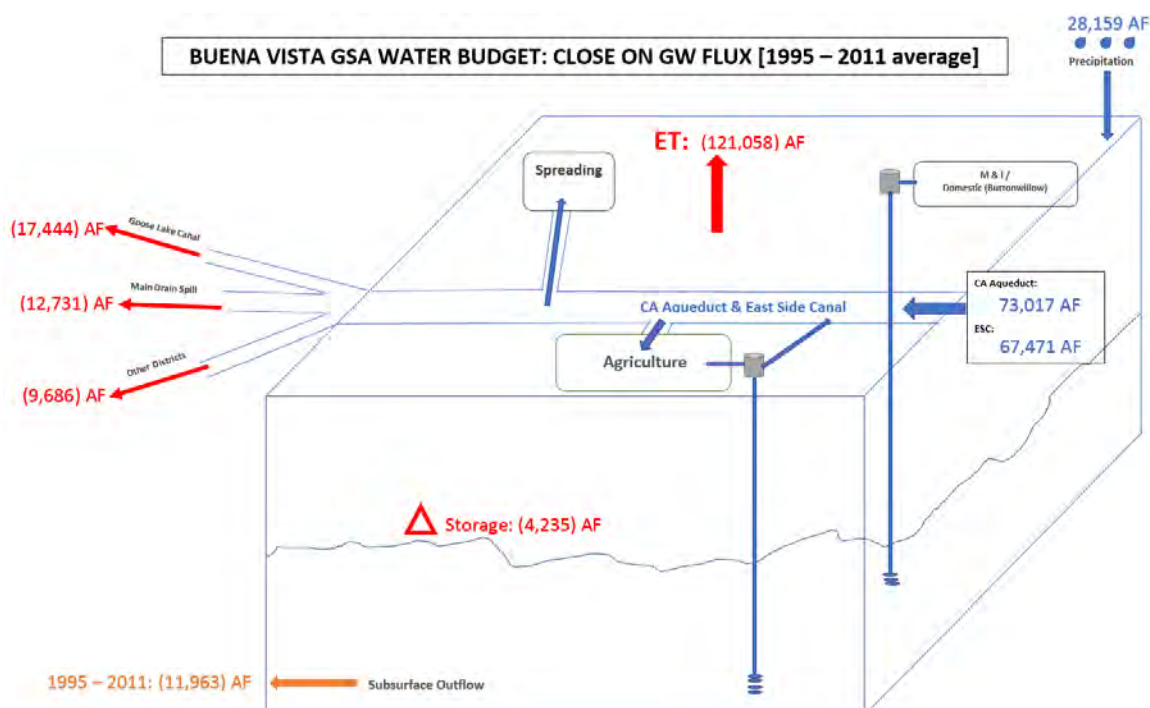 28,159 AF
Precipitation
BUENA VISTA GSA WATER BUDGET: CLOSE ON GW FLUX [1995 – 2011 average]
ET: (121,058) AF
Spreading
M & I /
Domestic (Buttonwillow)
Goose Lake Canal
(17,444) AF
Main Drain Spill
(12,731) AF
CA Aqueduct & East Side Canal
CA Aqueduct:
73,017 AF
ESC:
67,471 AF
Agriculture
Other Districts
(9,686) AF
Storage: (4,235) AF
1995 – 2011: (11,963) AF
Subsurface Outflow